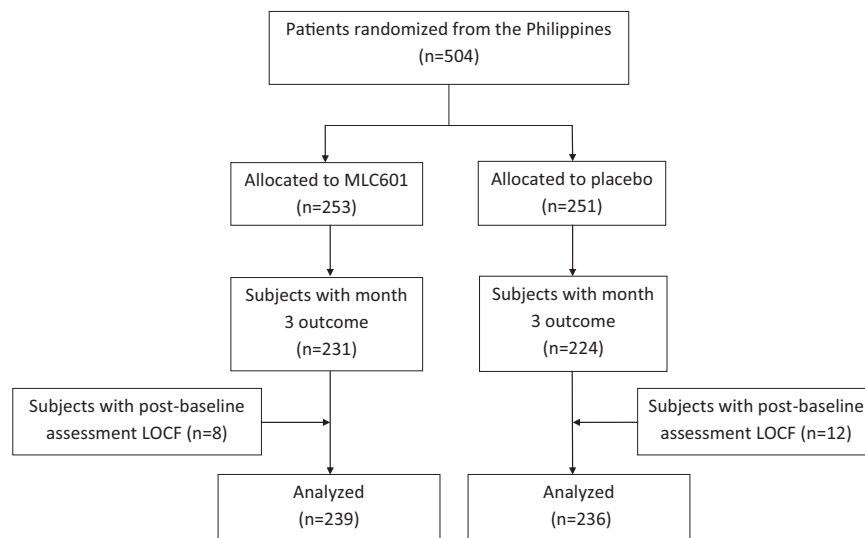 Patients randomized from the Philippines
(n=504)
Allocated to MLC601
(n=253)
Allocated to placebo
(n=251)
Subjects with month
3 outcome
(n=231)
Subjects with month
3 outcome
(n=224)
Subjects with post-baseline
assessment LOCF (n=8)
Subjects with post-baseline
assessment LOCF (n=12)
Analyzed
(n=239)
Analyzed
(n=236)